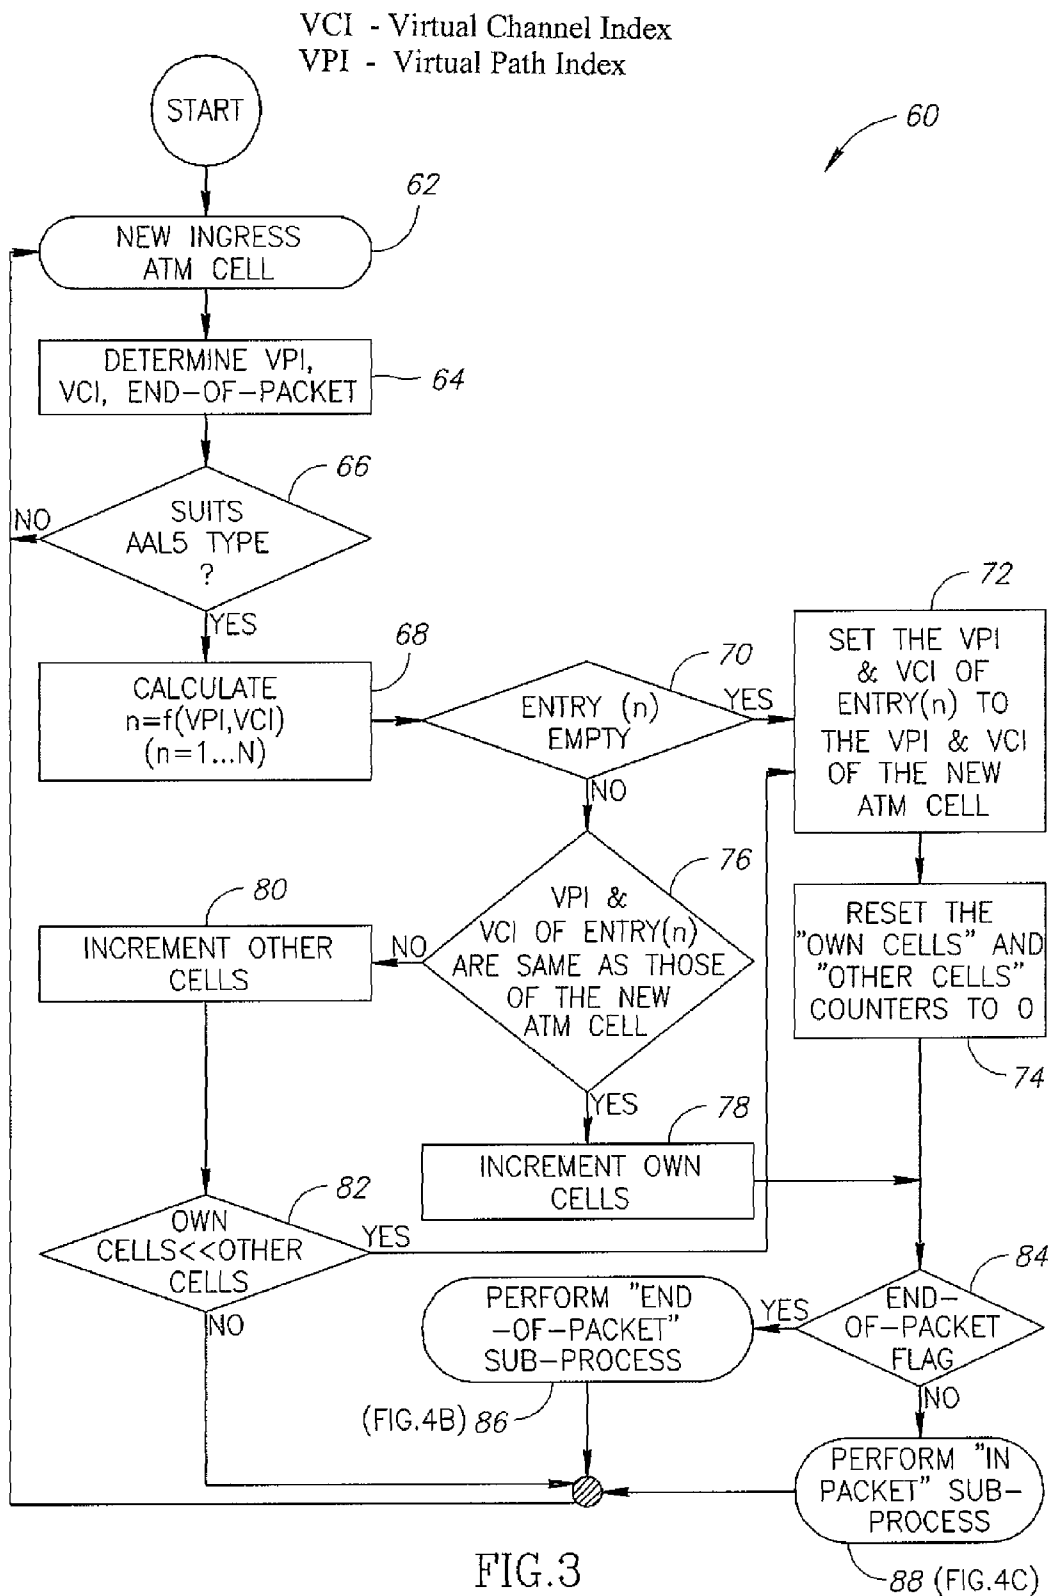 VCI - Virtual Channel Index
VPI - Virtual Path Index
START
60
62
NEW INGRESS
ATM CELL
DETERMINE VPI,
VCI, END-OF-PACKET
64
66
SUITS
AAL5 TYPE
?
NO
YES
68
CALCULATE
n=f(VPI,VCI)
(n=1...N)
70
ENTRY (n)
EMPTY
YES
NO
72
SET THE VPI
& VCI OF
ENTRY(n) TO
THE VPI & VCI
OF THE NEW
ATM CELL
RESET THE
"OWN CELLS" AND
"OTHER CELLS"
COUNTERS TO 0
74
76
VPI &
VCI OF ENTRY(n)
ARE SAME AS THOSE
OF THE NEW
ATM CELL
NO
YES
80
INCREMENT OTHER
CELLS
78
INCREMENT OWN
CELLS
82
OWN
CELLS<<OTHER
CELLS
YES
NO
84
END-
OF-PACKET
FLAG
YES
NO
PERFORM "END
-OF-PACKET"
SUB-PROCESS
(FIG.4B) 86
PERFORM "IN
PACKET" SUB-
PROCESS
88 (FIG.4C)
FIG.3